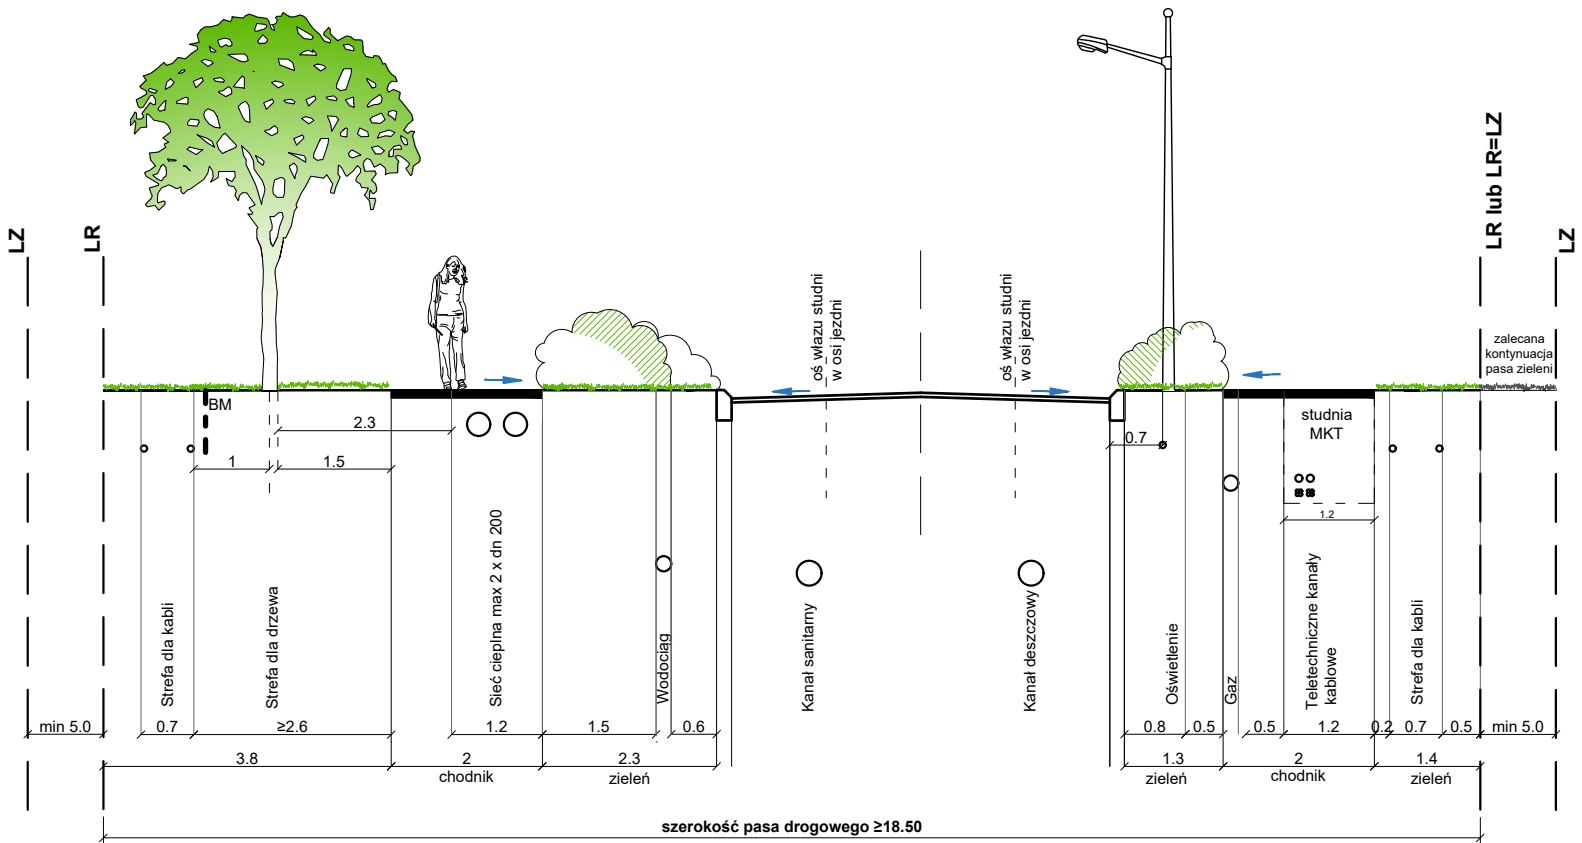 LZ
LR
LR lub LR=LZ
LZ
oś włazu studni
w osi jezdni
oś włazu studni
w osi jezdni
zalecana
kontynuacja
pasa zieleni
BM
2.3
1
1.5
0.7
studnia
MKT
1.2
Strefa dla kabli
Strefa dla drzewa
Sieć cieplna max 2 x dn 200
Wodociąg
Kanał sanitarny
Kanał deszczowy
Oświetlenie
Gaz
Teletechniczne kanały
kablowe
Strefa dla kabli
min 5.0
0.7
≥2.6
1.2
1.5
0.6
0.8
0.5
0.5
1.2
0.2
0.7
0.5
min 5.0
3.8
2
chodnik
2.3
zieleń
1.3
zieleń
2
chodnik
1.4
zieleń
szerokość pasa drogowego ≥18.50